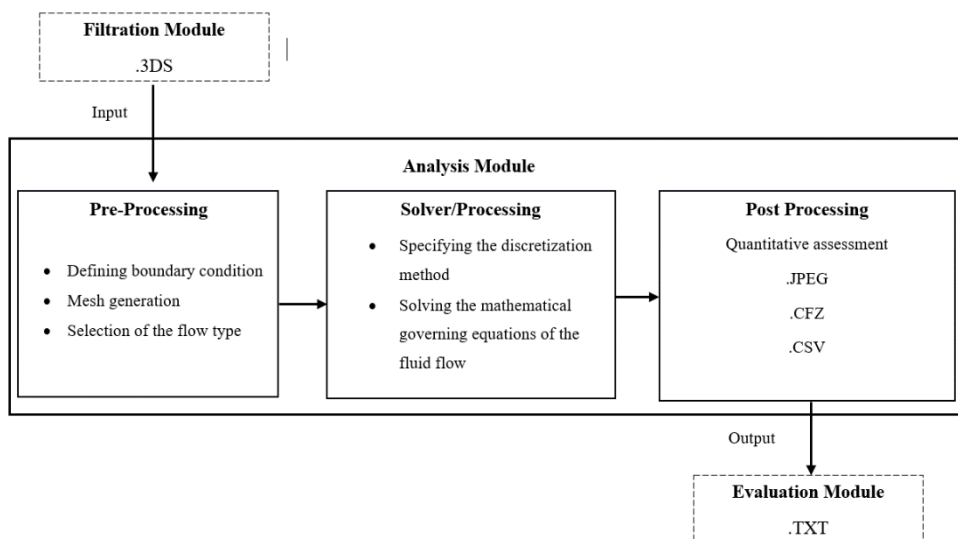 Filtration Module
.3DS
Input
Analysis Module
Pre-Processing
• Defining boundary condition
• Mesh generation
• Selection of the flow type
Solver/Processing
• Specifying the discretization
method
• Solving the mathematical
governing equations of the
fluid flow
Post Processing
Quantitative assessment
.JPEG
.CFZ
.CSV
Output
Evaluation Module
.TXT